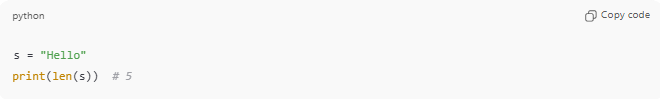 python
Copy code
s = "Hello"
print(len(s))  # 5